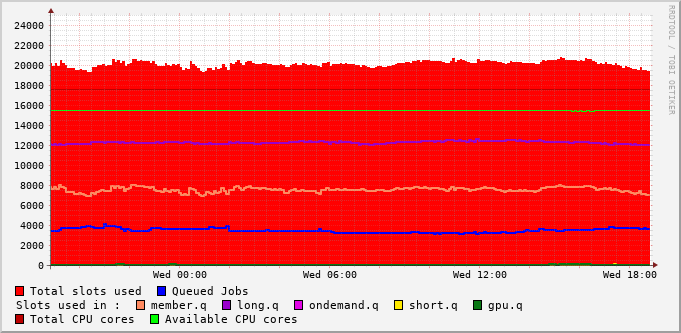 24000
22000
20000
18000
16000
14000
12000
10000
8000
6000
4000
2000
0
Wed 00:00 Wed 06:00 Wed 12:00 Wed 18:00
Total slots used Queued Jobs
Slots used in : member.q long.q ondemand.q short.q gpu.q
Total CPU cores Available CPU cores
RRDTOOL / TOBI OETIKER